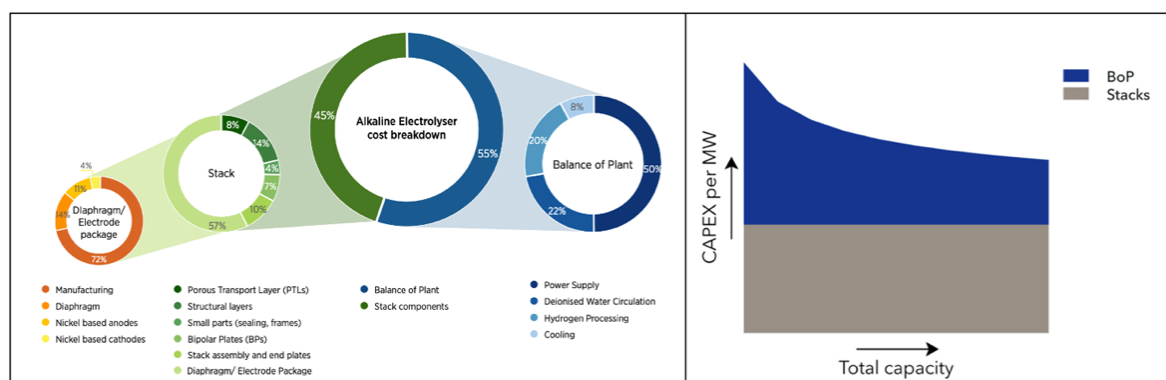 Alkaline Electrolyser
cost breakdown
45%
55%
Stack
8%
14%
4%
7%
10%
57%
Diaphragm/
Electrode
package
4%
11%
14%
72%
Balance of Plant
8%
20%
22%
50%
Manufacturing
Diaphragm
Nickel based anodes
Nickel based cathodes
Porous Transport Layer (PTLs)
Structural layers
Small parts (sealing, frames)
Bipolar Plates (BPs)
Stack assembly and end plates
Diaphragm/ Electrode Package
Balance of Plant
Stack components
Power Supply
Deionised Water Circulation
Hydrogen Processing
Cooling
CAPEX per MW
BoP
Stacks
Total capacity